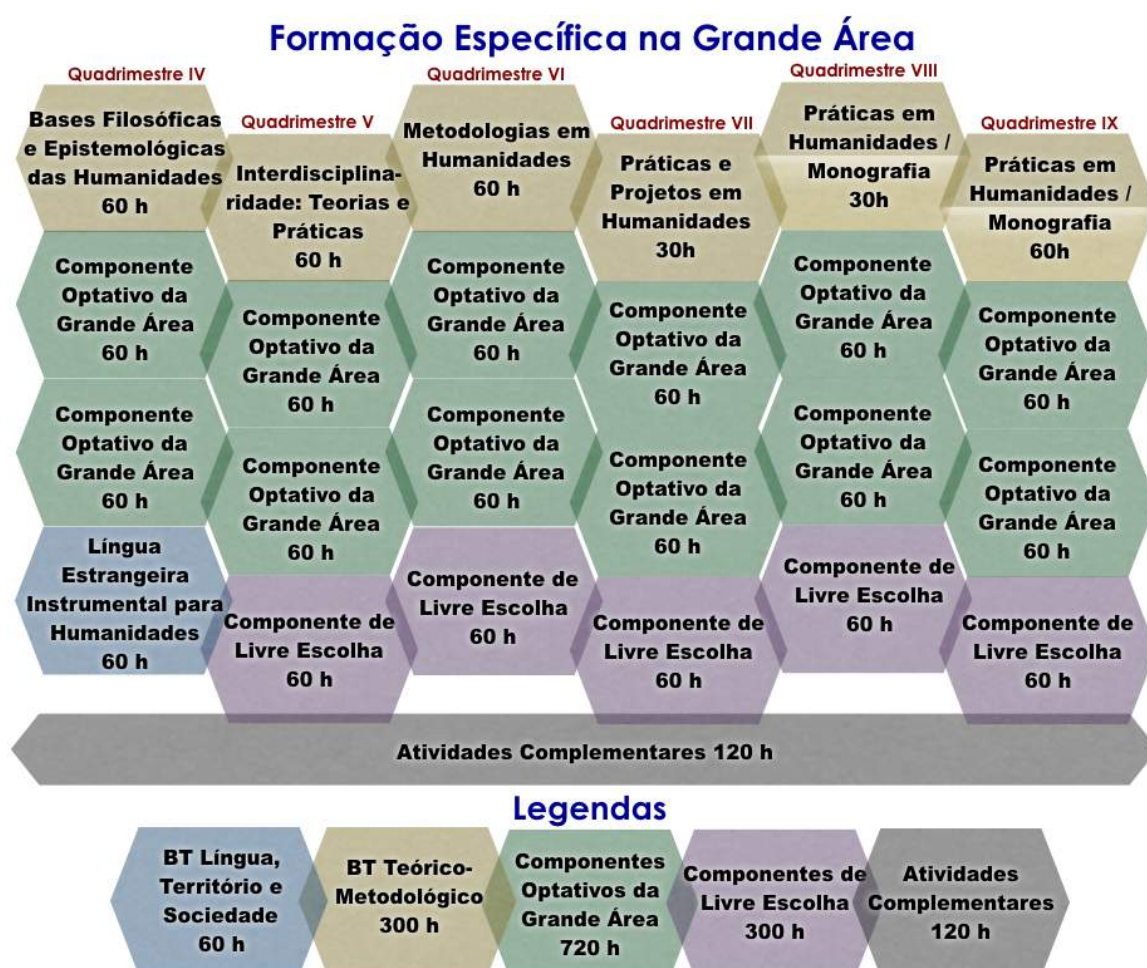 Formação Específica na Grande Área
Quadrimestre IV
Bases Filosóficas
e Epistemológicas
das Humanidades
60 h
Componente
Optativo da
Grande Área
60 h
Componente
Optativo da
Grande Área
60 h
Língua
Estrangeira
Instrumental para
Humanidades
60 h
Quadrimestre V
Interdisciplina-
ridade: Teorias e
Práticas
60 h
Componente
Optativo da
Grande Área
60 h
Componente
Optativo da
Grande Área
60 h
Componente de
Livre Escolha
60 h
Quadrimestre VI
Metodologias em
Humanidades
60 h
Componente
Optativo da
Grande Área
60 h
Componente
Optativo da
Grande Área
60 h
Componente de
Livre Escolha
60 h
Quadrimestre VII
Práticas e
Projetos em
Humanidades
30h
Componente
Optativo da
Grande Área
60 h
Componente
Optativo da
Grande Área
60 h
Componente de
Livre Escolha
60 h
Quadrimestre VIII
Práticas em
Humanidades /
Monografia
30h
Componente
Optativo da
Grande Área
60 h
Componente
Optativo da
Grande Área
60 h
Componente de
Livre Escolha
60 h
Quadrimestre IX
Práticas em
Humanidades /
Monografia
60h
Componente
Optativo da
Grande Área
60 h
Componente
Optativo da
Grande Área
60 h
Componente de
Livre Escolha
60 h
Atividades Complementares 120 h
Legendas
BT Língua,
Território e
Sociedade
60 h
BT Teórico-
Metodológico
300 h
Componentes
Optativos da
Grande Área
720 h
Componentes de
Livre Escolha
300 h
Atividades
Complementares
120 h